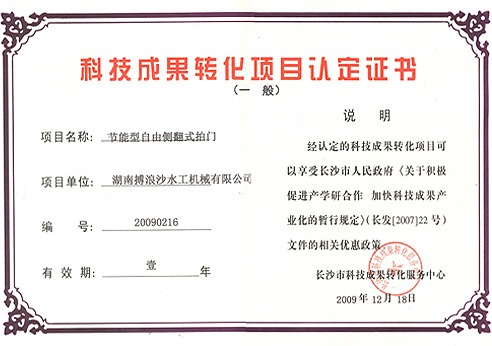 科技成果转化项目认定证书
（一 般）
项目名称： 节能型自由侧翻式拍门
项目单位： 湖南搏浪沙水工机械有限公司
编 号： 20090216
有 效 期： 壹 年
说 明
经认定的科技成果转化项目可
以享受长沙市人民政府《关于积极
促进产学研合作 加快科技成果产
业化的暂行规定》（长发[2007]22号）
文件的相关优惠政策
长沙市科技成果转化服务中心
2009年12月18日